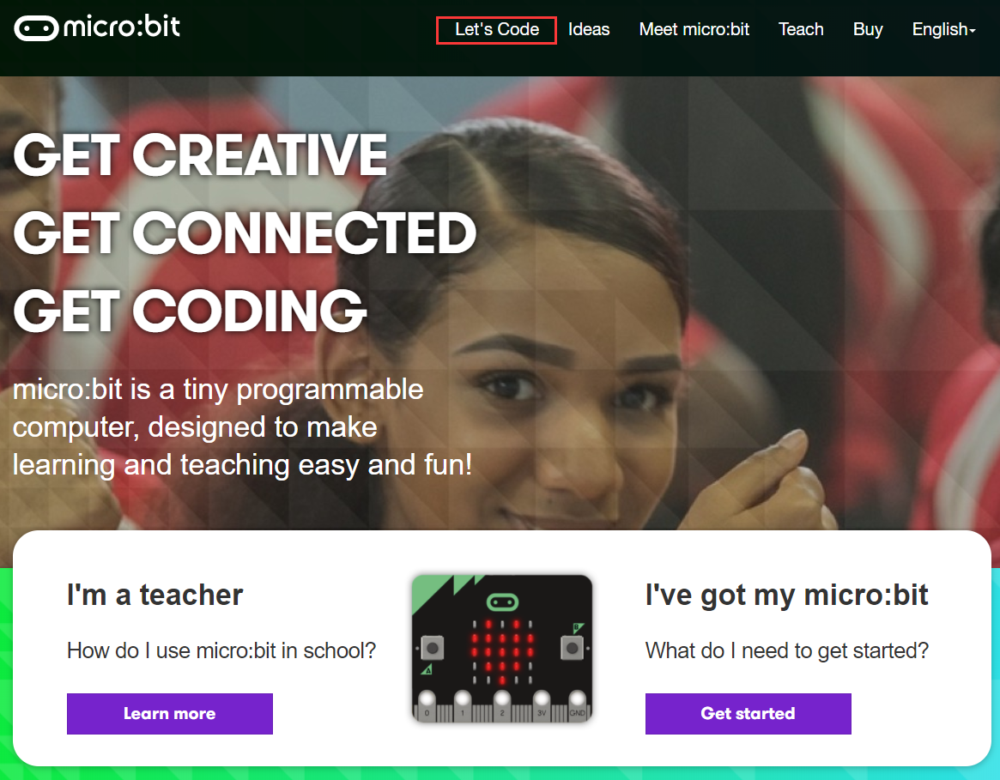 micro:bit
Let's Code Ideas Meet micro:bit Teach Buy English
GET CREATIVE
GET CONNECTED
GET CODING
micro:bit is a tiny programmable
computer, designed to make
learning and teaching easy and fun!
I'm a teacher
How do I use micro:bit in school?
Learn more
B
A
0 1 2 3V GND
I've got my micro:bit
What do I need to get started?
Get started